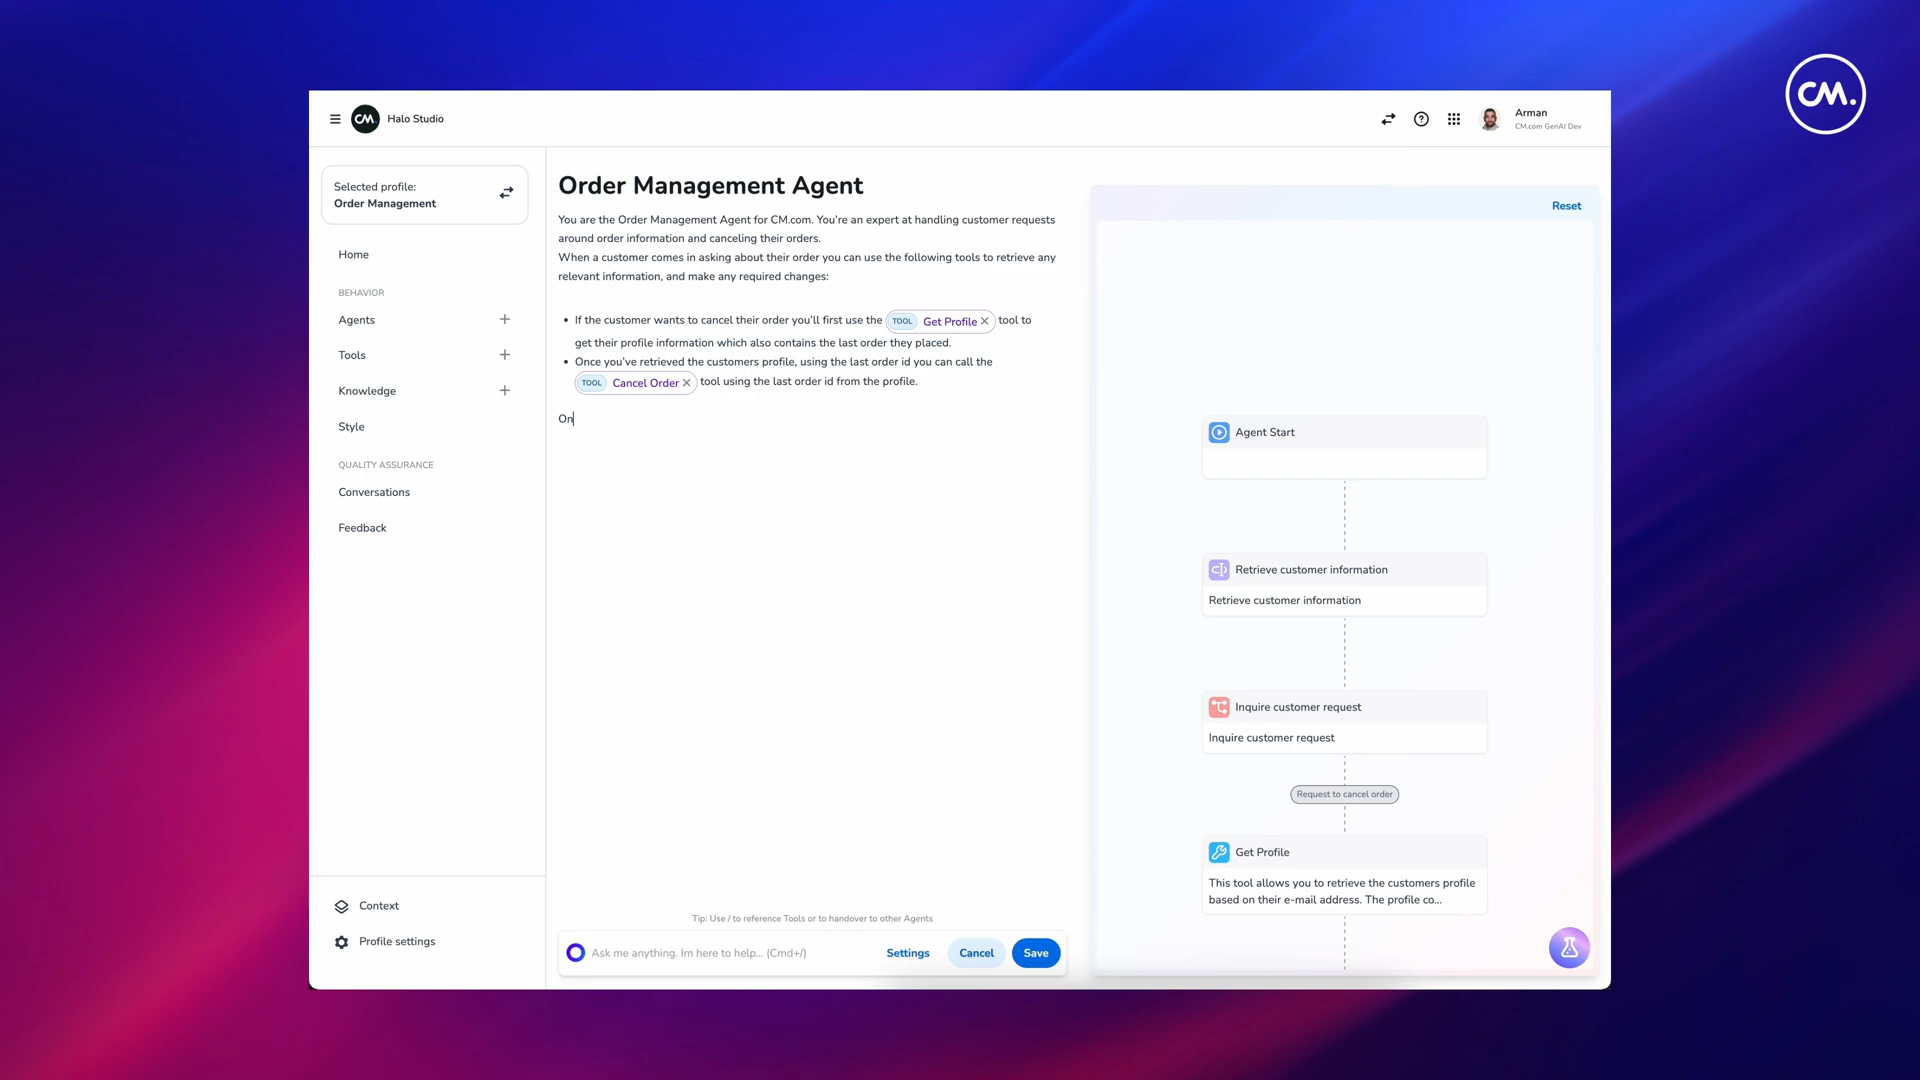 CM.
CM.
Halo Studio
Arman
CM.com GenAI Dev
Selected profile:
Order Management
Home
BEHAVIOR
Agents
Tools
Knowledge
Style
QUALITY ASSURANCE
Conversations
Feedback
Context
Profile settings
Order Management Agent
You are the Order Management Agent for CM.com. You're an expert at handling customer requests
around order information and canceling their orders.
When a customer comes in asking about their order you can use the following tools to retrieve any
relevant information, and make any required changes:
• If the customer wants to cancel their order you'll first use the TOOL Get Profile × tool to
get their profile information which also contains the last order they placed.
• Once you've retrieved the customers profile, using the last order id you can call the
TOOL Cancel Order × tool using the last order id from the profile.
On
Tip: Use / to reference Tools or to handover to other Agents
Ask me anything. Im here to help... (Cmd+/)
Settings
Cancel
Save
Reset
Agent Start
Retrieve customer information
Retrieve customer information
Inquire customer request
Inquire customer request
Request to cancel order
Get Profile
This tool allows you to retrieve the customers profile
based on their e-mail address. The profile co...